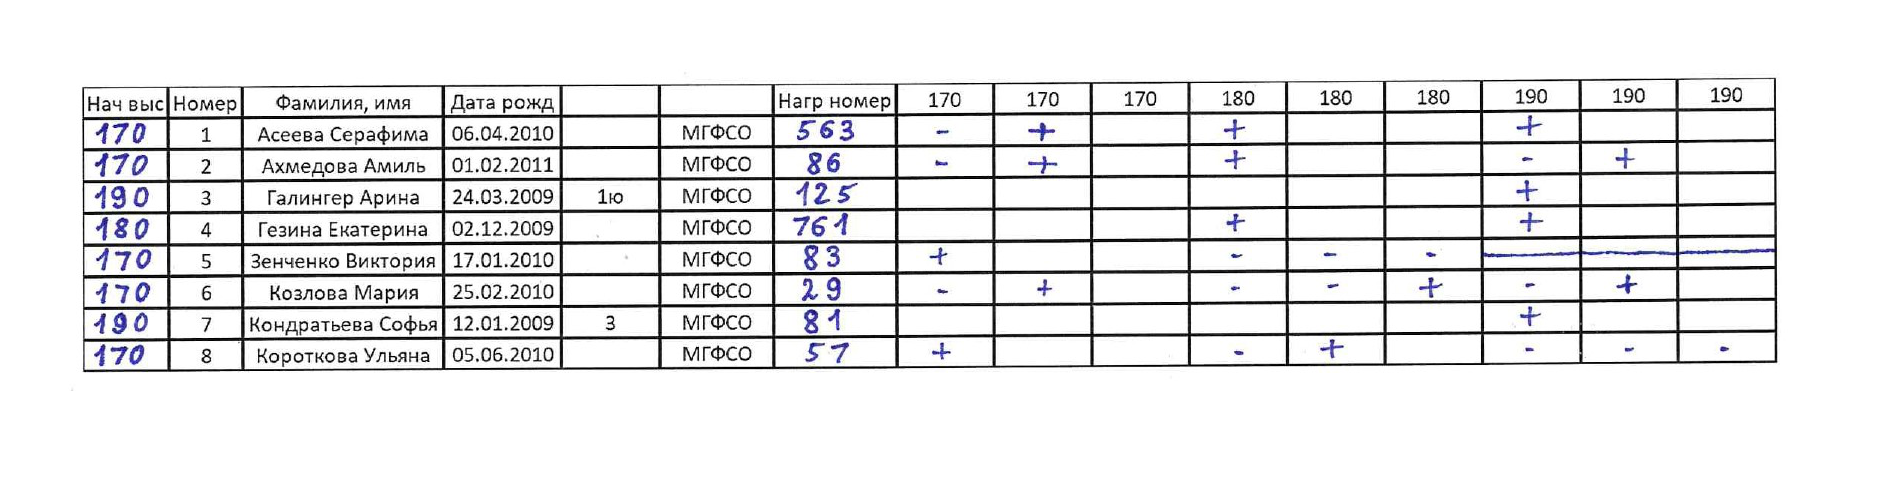 Нач выс Номер Фамилия, имя Дата рожд Нагр номер 170 170 170 180 180 180 190 190 190
170 1 Асеева Серафима 06.04.2010 МГФСО 563 - + + +
170 2 Ахмедова Амиль 01.02.2011 МГФСО 86 - + + - +
190 3 Галингер Арина 24.03.2009 1ю МГФСО 125 +
180 4 Гезина Екатерина 02.12.2009 МГФСО 761 + +
170 5 Зенченко Виктория 17.01.2010 МГФСО 83 + - - -
170 6 Козлова Мария 25.02.2010 МГФСО 29 - + - - + - +
190 7 Кондратьева Софья 12.01.2009 3 МГФСО 81 +
170 8 Короткова Ульяна 05.06.2010 МГФСО 57 + - + - - -